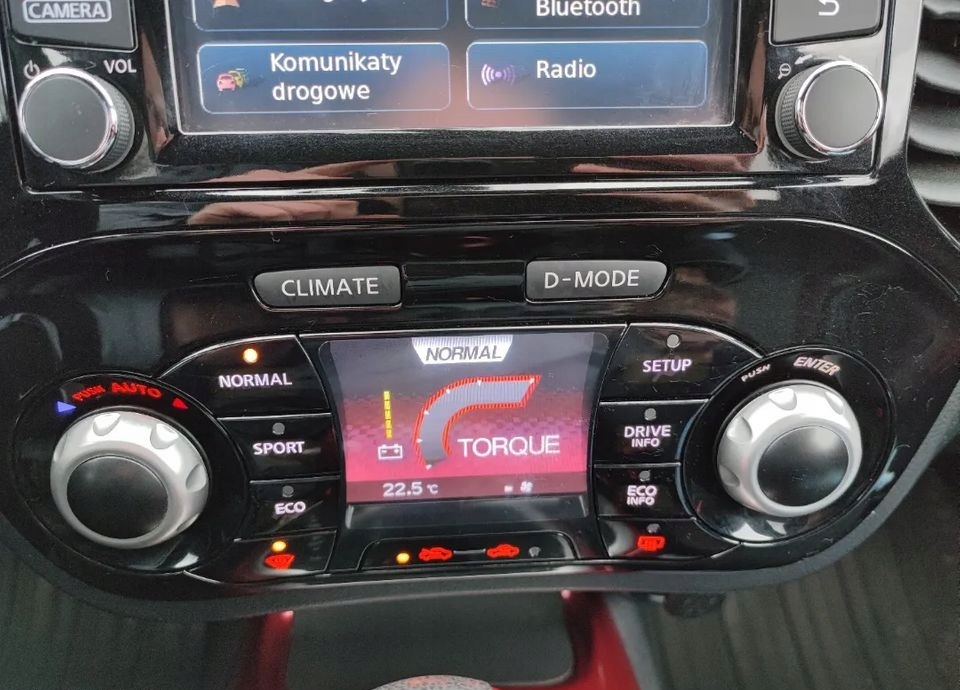 CAMERA
Bluetooth
VOL
Komunikaty
drogowe
Radio
CLIMATE
D-MODE
NORMAL
NORMAL
SETUP
PUSH AUTO
PUSH ENTER
SPORT
DRIVE
INFO
TORQUE
ECO
ECO
INFO
22.5 °C